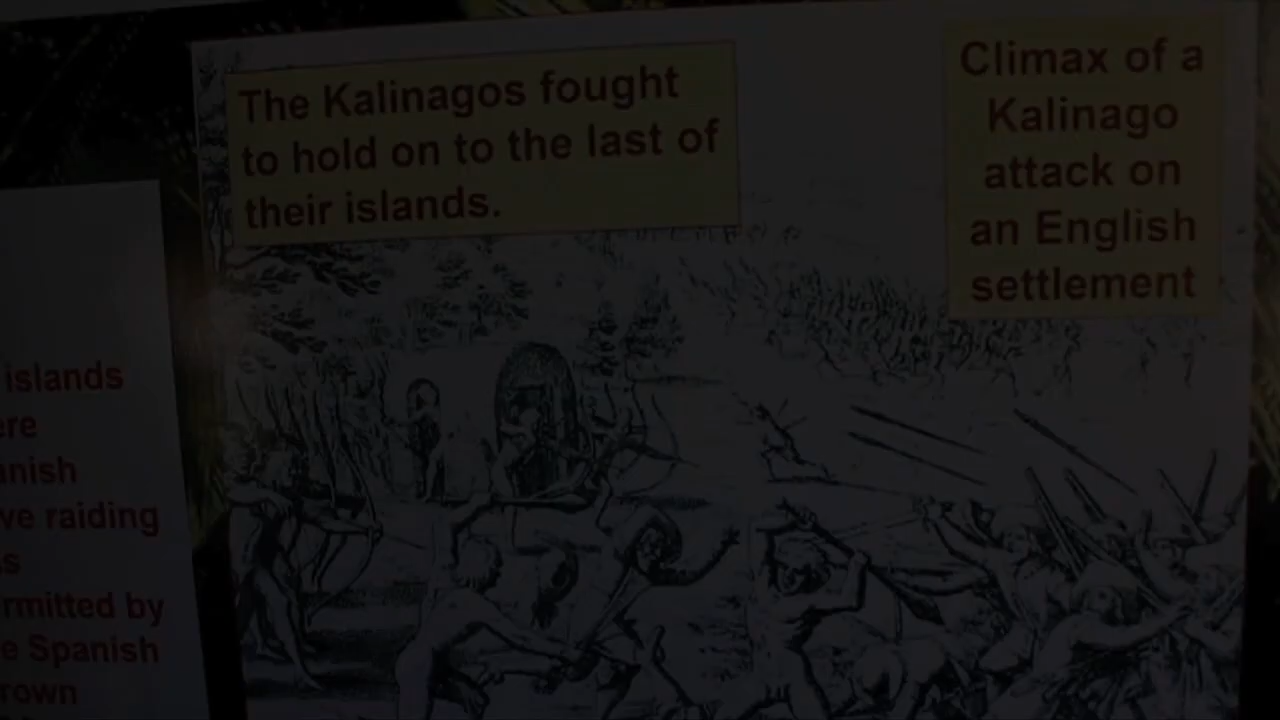 The Kalinagos fought
to hold on to the last of
their islands.
Climax of a
Kalinago
attack on
an English
settlement
islands
ere
anish
ve raiding
s
rmitted by
e Spanish
rown